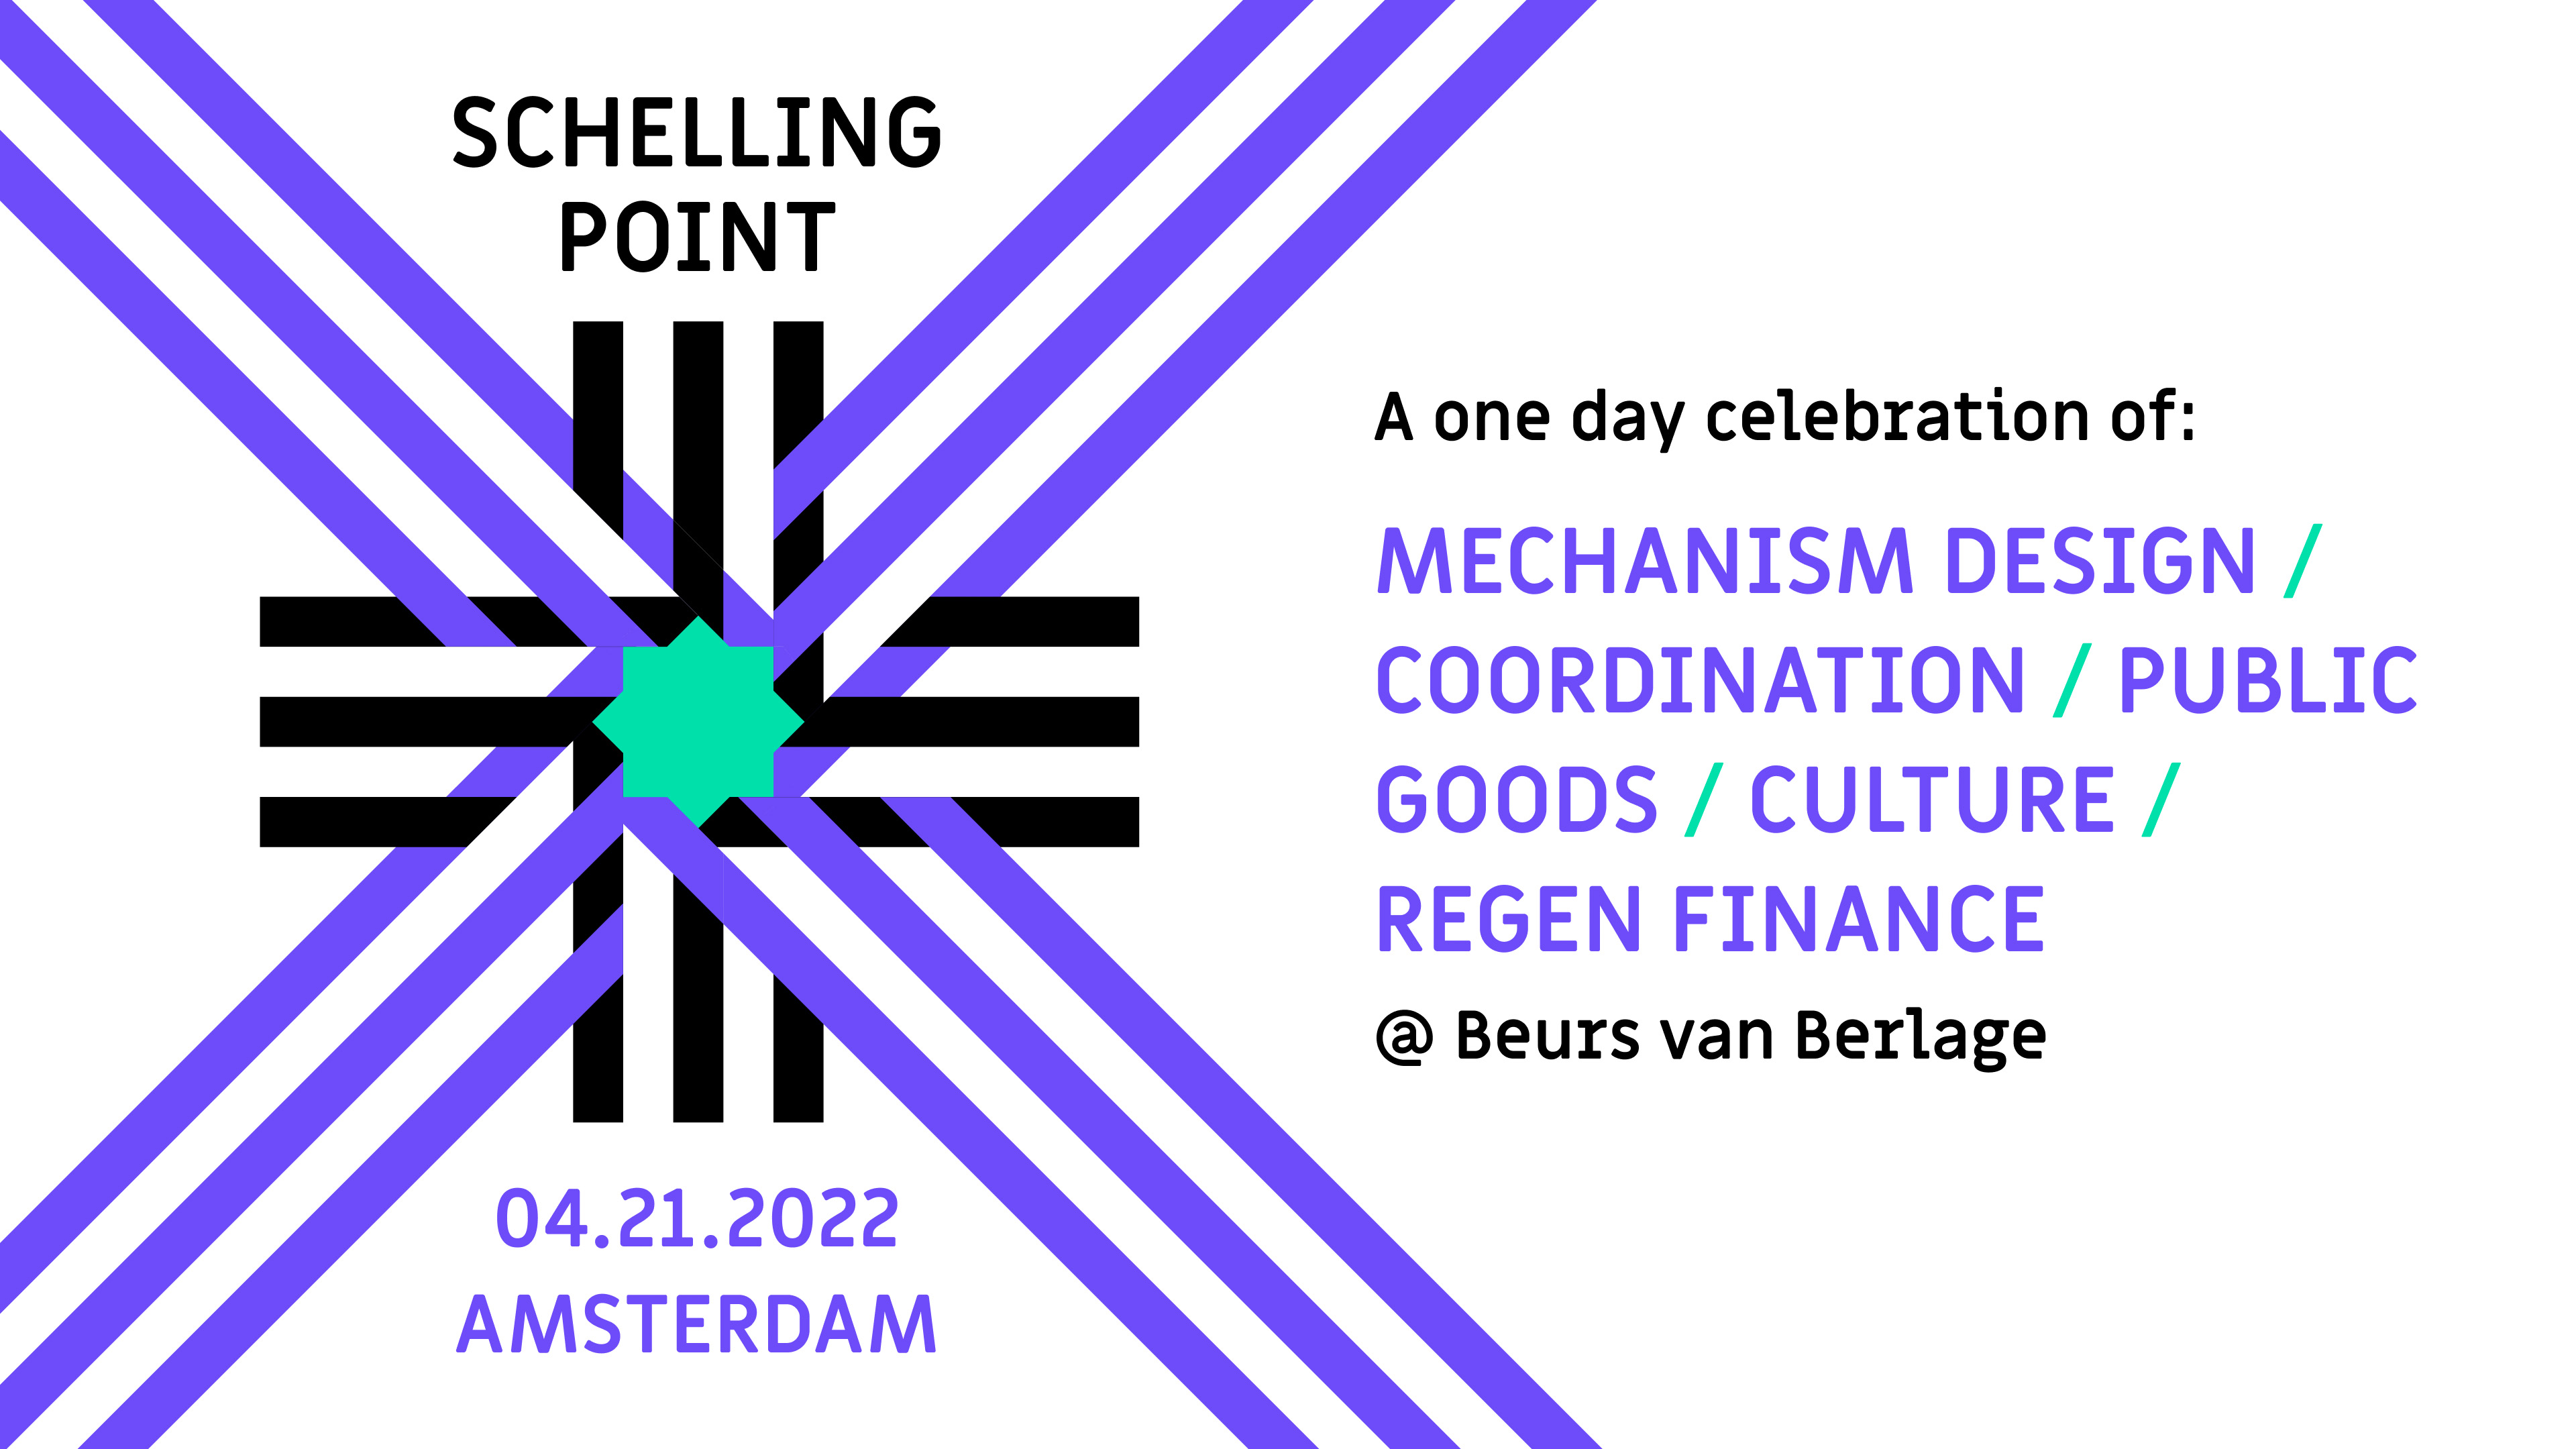 SCHELLING
POINT
04.21.2022
AMSTERDAM
A one day celebration of:
MECHANISM DESIGN /
COORDINATION / PUBLIC
GOODS / CULTURE /
REGEN FINANCE
@ Beurs van Berlage